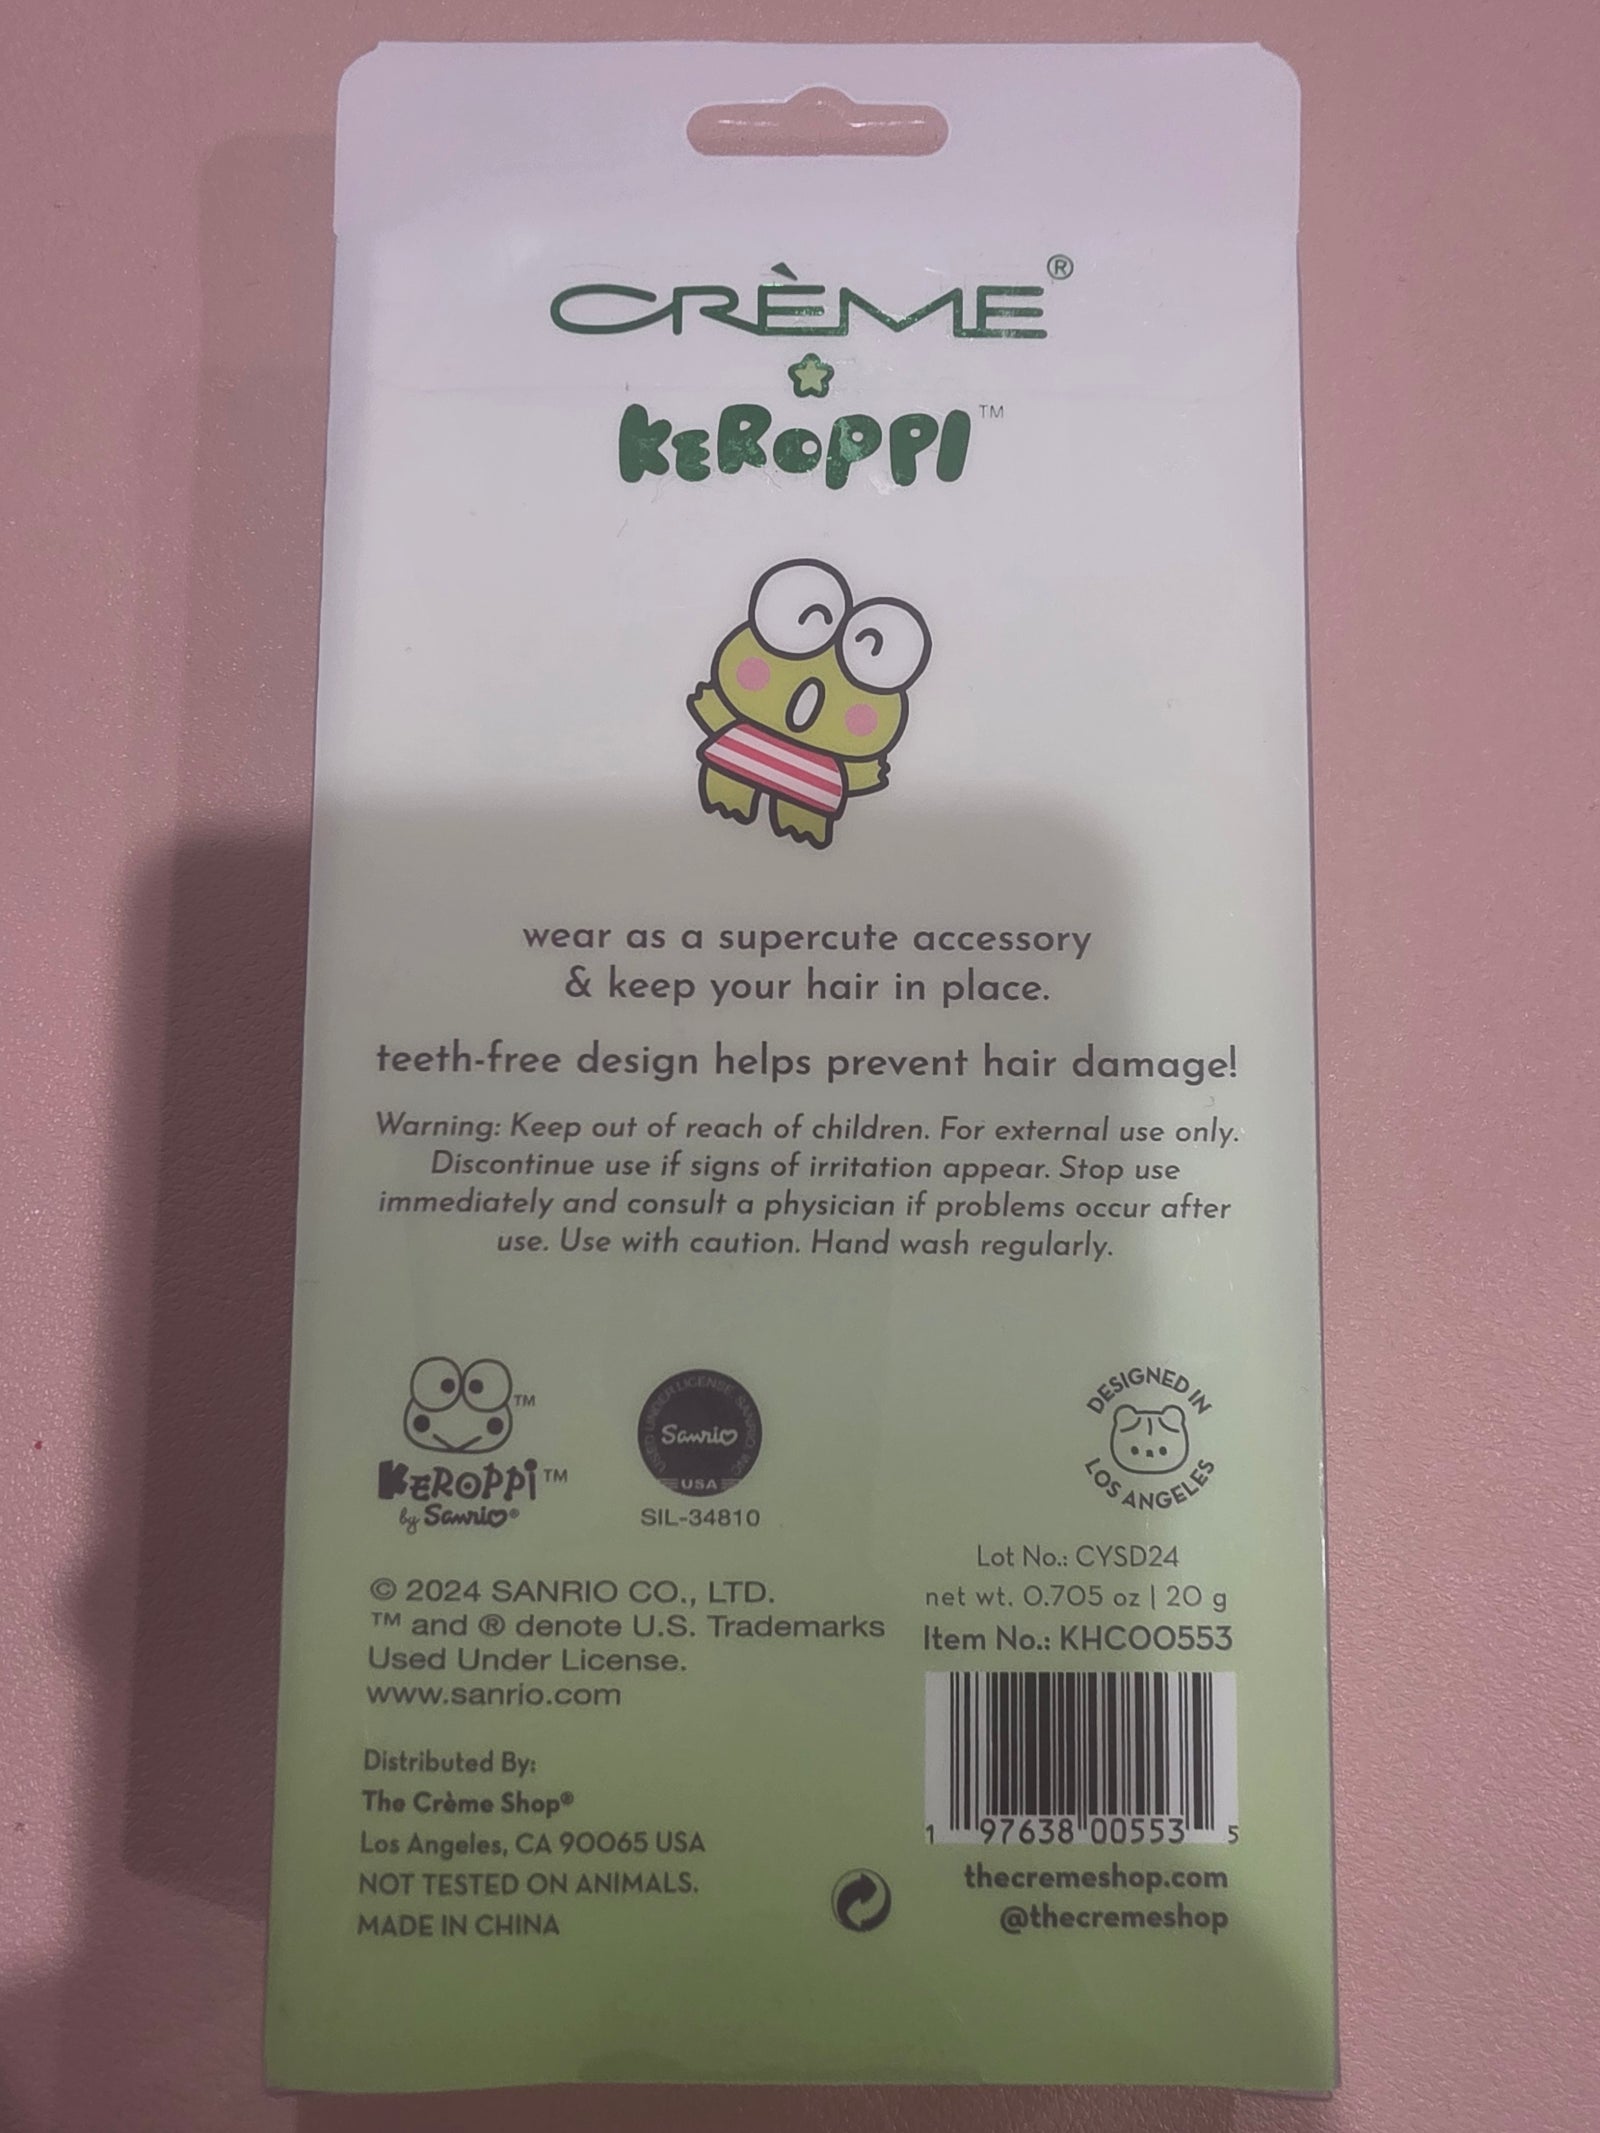 CRÈME®
KEROPPI™
wear as a supercute accessory
& keep your hair in place.
teeth-free design helps prevent hair damage!
Warning: Keep out of reach of children. For external use only.
Discontinue use if signs of irritation appear. Stop use
immediately and consult a physician if problems occur after
use. Use with caution. Hand wash regularly.
™
KEROPPI™
by Sanrio®
USED UNDER LICENSE SANRIO INC
Sanrio
USA
SIL-34810
DESIGNED IN
LOS ANGELES
© 2024 SANRIO CO., LTD.
™ and ® denote U.S. Trademarks
Used Under License.
www.sanrio.com
Distributed By:
The Crème Shop®
Los Angeles, CA 90065 USA
NOT TESTED ON ANIMALS.
MADE IN CHINA
Lot No.: CYSD24
net wt. 0.705 oz | 20 g
Item No.: KHC00553
1 97638 00553 5
thecremeshop.com
@thecremeshop